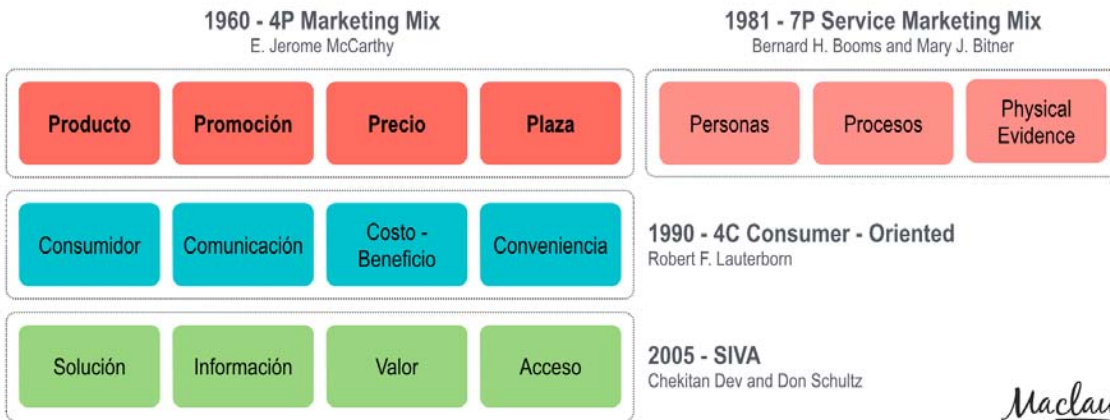 1960 - 4P Marketing Mix
E. Jerome McCarthy
1981 - 7P Service Marketing Mix
Bernard H. Booms and Mary J. Bitner
Producto
Promoción
Precio
Plaza
Personas
Procesos
Physical
Evidence
Consumidor
Comunicación
Costo -
Beneficio
Conveniencia
1990 - 4C Consumer - Oriented
Robert F. Lauterborn
Solución
Información
Valor
Acceso
2005 - SIVA
Chekitan Dev and Don Schultz